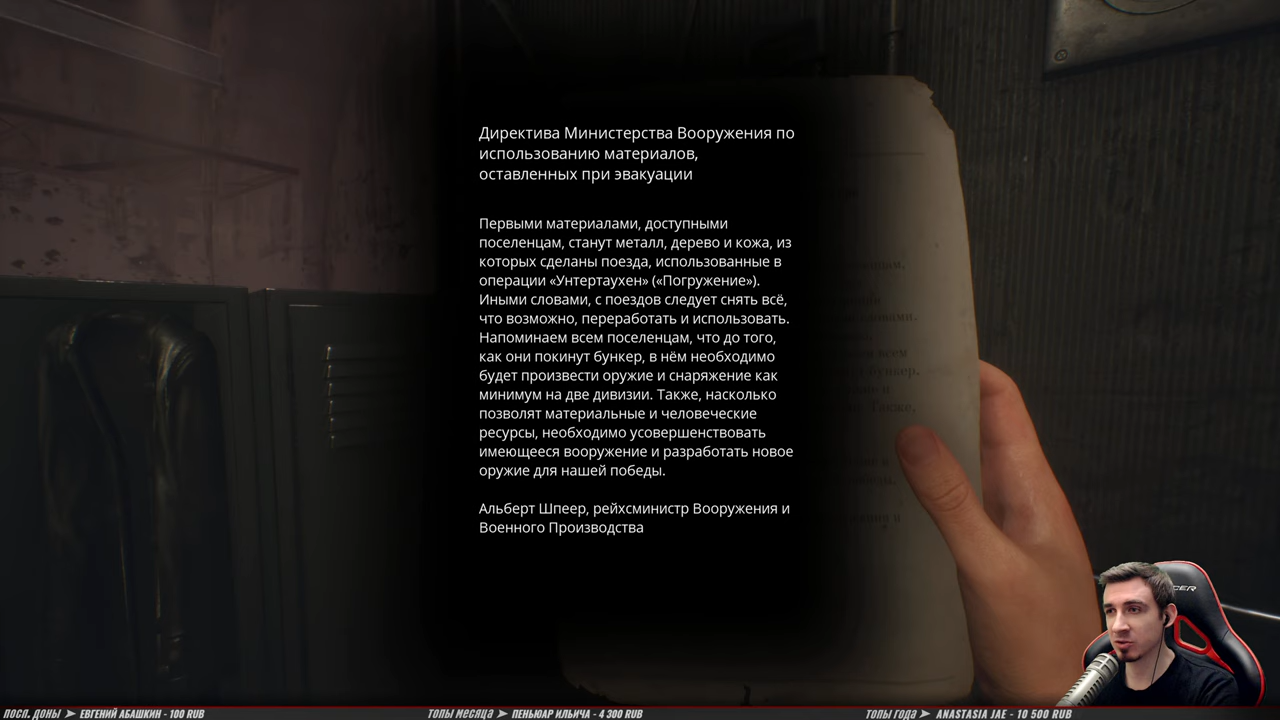 Директива Министерства Вооружения по
использованию материалов,
оставленных при эвакуации
Первыми материалами, доступными
поселенцам, станут металл, дерево и кожа, из
которых сделаны поезда, использованные в
операции «Унтертаухен» («Погружение»).
Иными словами, с поездов следует снять всё,
что возможно, переработать и использовать.
Напоминаем всем поселенцам, что до того,
как они покинут бункер, в нём необходимо
будет произвести оружие и снаряжение как
минимум на две дивизии. Также, насколько
позволят материальные и человеческие
ресурсы, необходимо усовершенствовать
имеющееся вооружение и разработать новое
оружие для нашей победы.
Альберт Шпеер, рейхсминистр Вооружения и
Военного Производства
посл. доны ➤ ЕВГЕНИЙ АБАШКИН - 100 RUB
топы месяца ➤ ПЕНЬЮАР ИЛЬИЧА - 4 300 RUB
топы года ➤ ANASTASIA JAE - 10 500 RUB